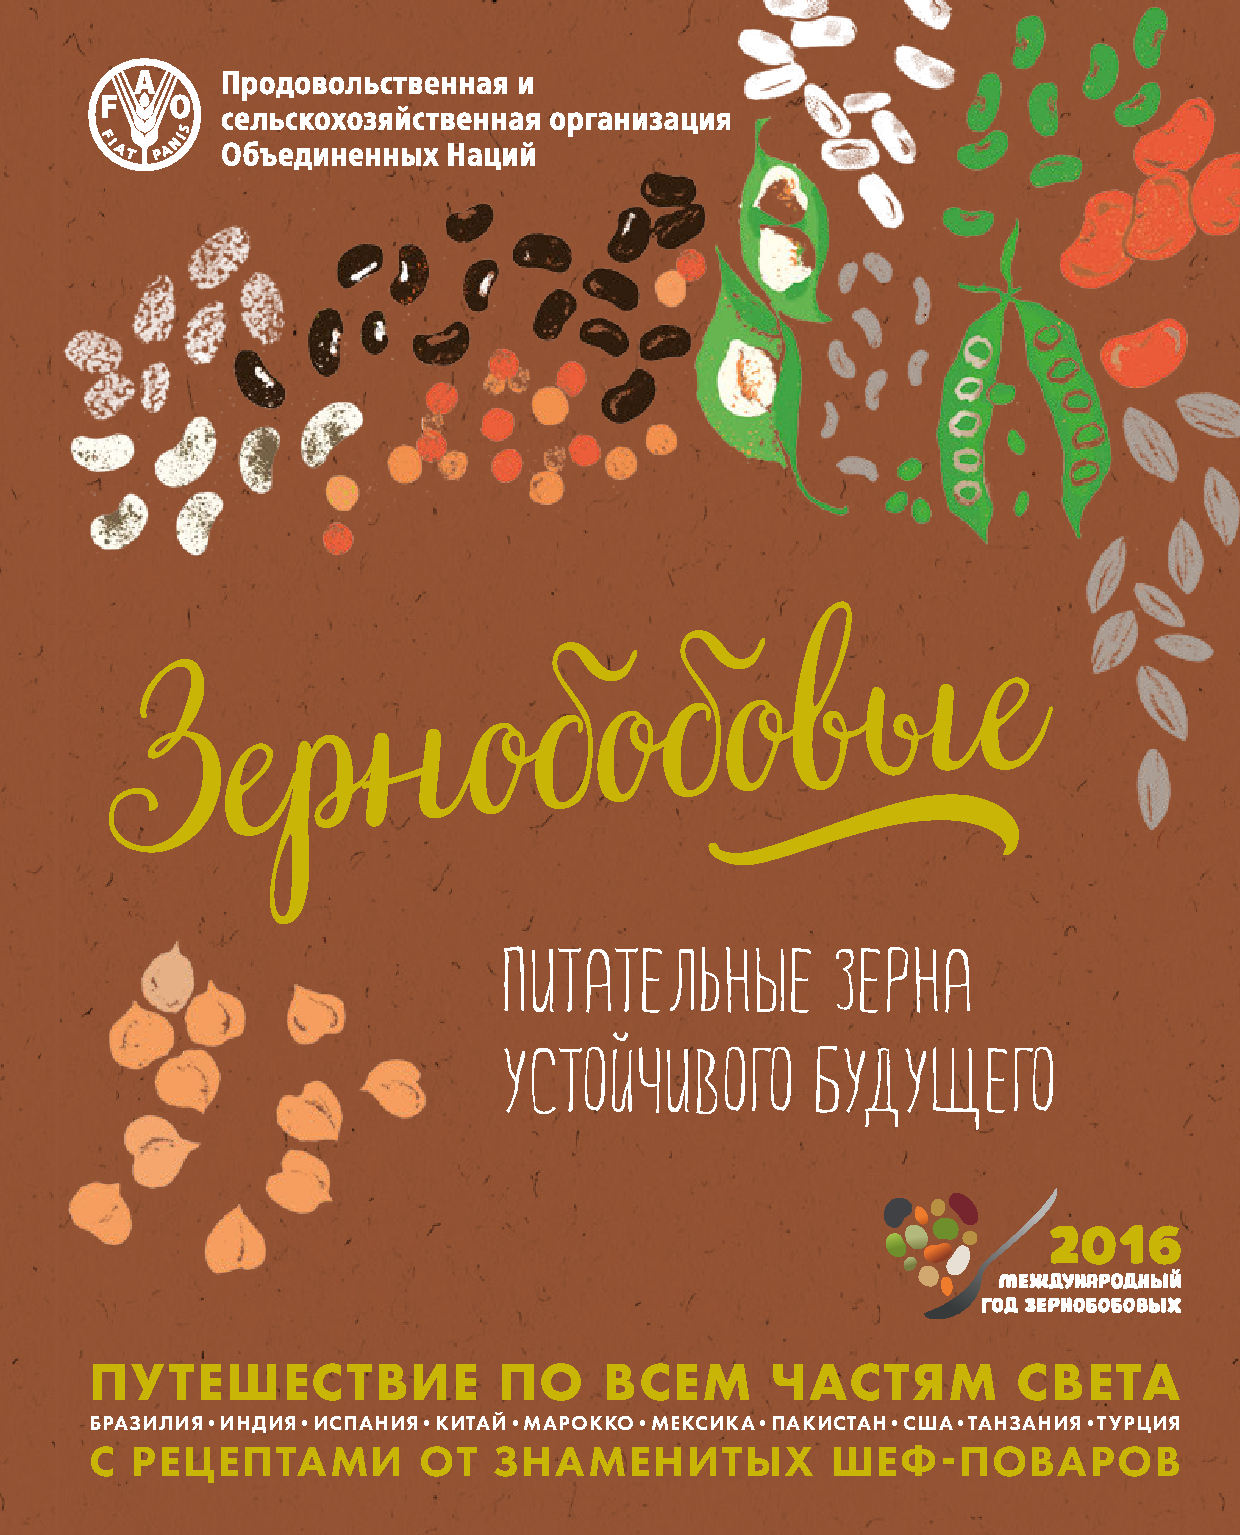 F A O
FIAT PANIS
Продовольственная и
сельскохозяйственная организация
Объединенных Наций
Зернобобовые
ПИТАТЕЛЬНЫЕ ЗЕРНА
УСТОЙЧИВОГО БУДУЩЕГО
2016
МЕЖДУНАРОДНЫЙ
ГОД ЗЕРНОБОБОВЫХ
ПУТЕШЕСТВИЕ ПО ВСЕМ ЧАСТЯМ СВЕТА
БРАЗИЛИЯ • ИНДИЯ • ИСПАНИЯ • КИТАЙ • МАРОККО • МЕКСИКА • ПАКИСТАН • США • ТАНЗАНИЯ • ТУРЦИЯ
С РЕЦЕПТАМИ ОТ ЗНАМЕНИТЫХ ШЕФ-ПОВАРОВ